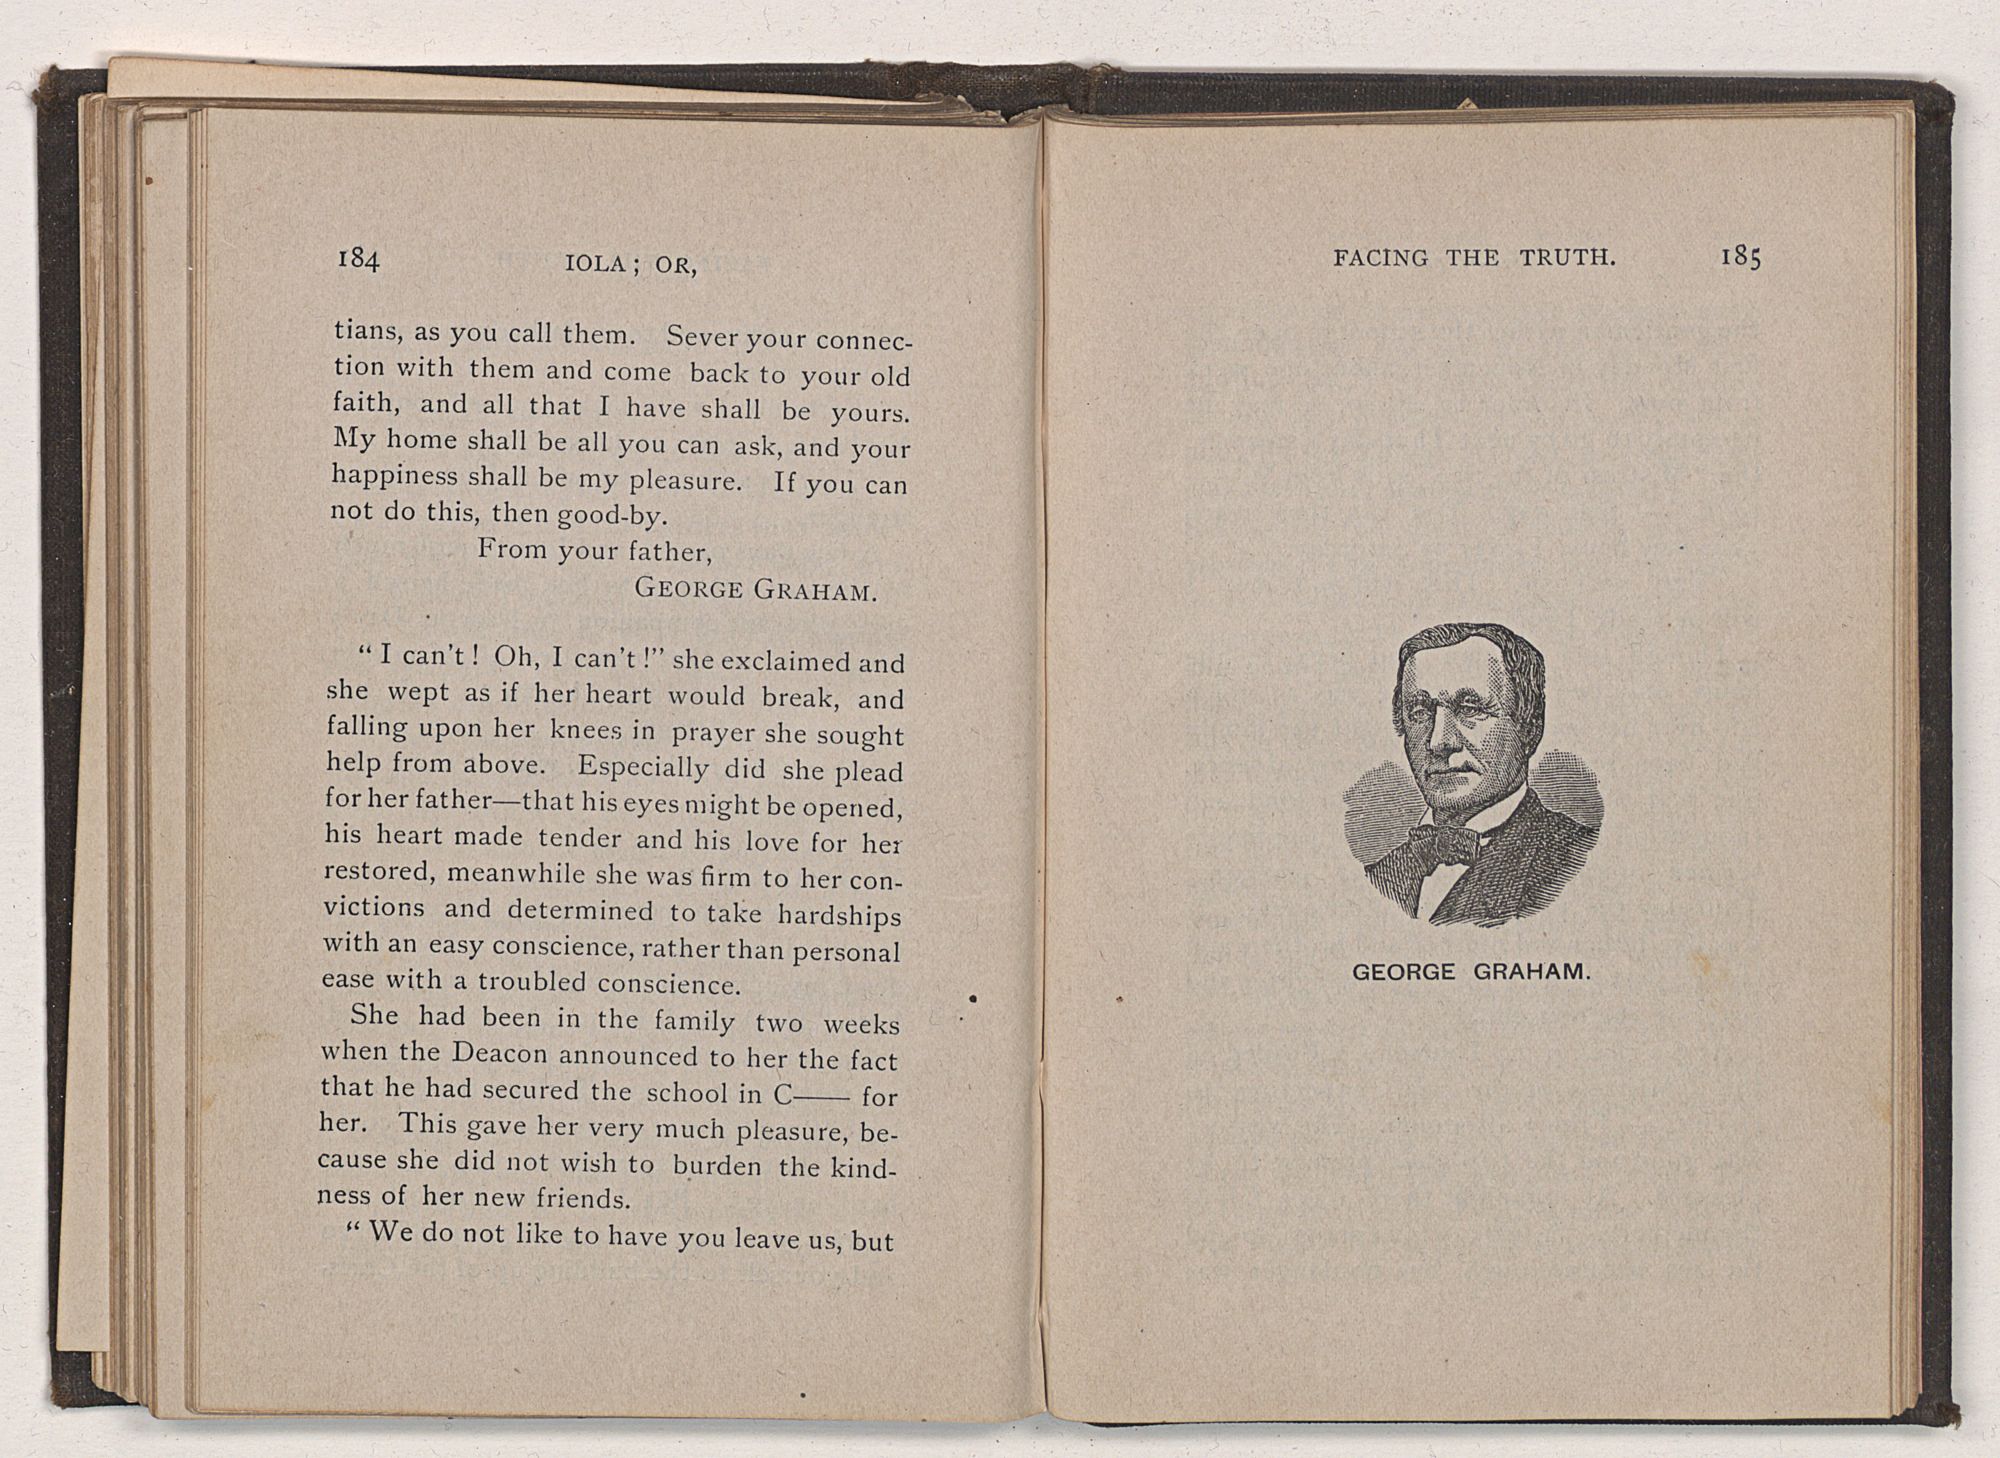 184 IOLA; OR,
tians, as you call them. Sever your connec-
tion with them and come back to your old
faith, and all that I have shall be yours.
My home shall be all you can ask, and your
happiness shall be my pleasure. If you can
not do this, then good-by.
From your father,
GEORGE GRAHAM.
“I can't! Oh, I can't!” she exclaimed and
she wept as if her heart would break, and
falling upon her knees in prayer she sought
help from above. Especially did she plead
for her father—that his eyes might be opened,
his heart made tender and his love for her
restored, meanwhile she was firm to her con-
victions and determined to take hardships
with an easy conscience, rather than personal
ease with a troubled conscience.
She had been in the family two weeks
when the Deacon announced to her the fact
that he had secured the school in C—— for
her. This gave her very much pleasure, be-
cause she did not wish to burden the kind-
ness of her new friends.
“We do not like to have you leave us, but
FACING THE TRUTH. 185
GEORGE GRAHAM.